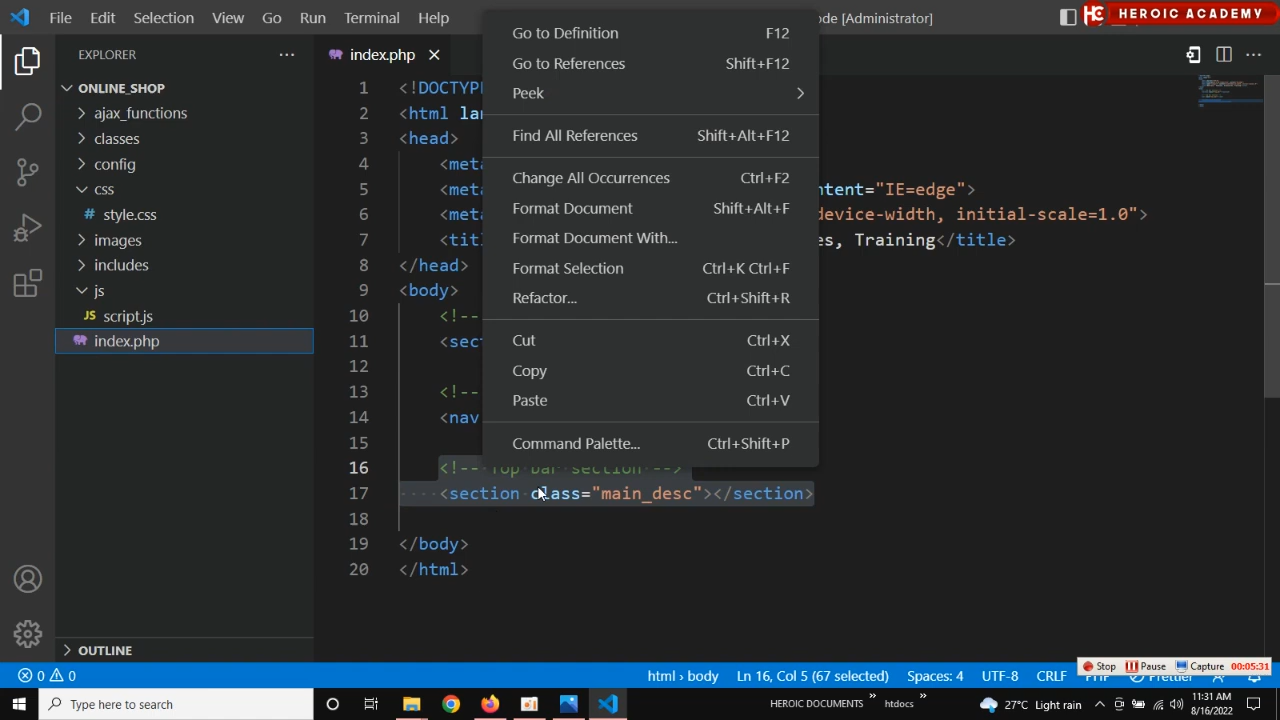 File Edit Selection View Go Run Terminal Help
ode [Administrator]
HC HEROIC ACADEMY
EXPLORER
ONLINE_SHOP
ajax_functions
classes
config
css
# style.css
images
includes
js
JS script.js
index.php
OUTLINE
index.php
1 <!DOCTYP
2 <html lan
3 <head>
4 <meta
5 <meta ntent="IE=edge">
6 <meta device-width, initial-scale=1.0">
7 <titl es, Training</title>
8 </head>
9 <body>
10 <!--
11 <sec
12
13 <!--
14 <nav
15
16 <!-- Top bar section -->
17 <section class="main_desc"></section>
18
19 </body>
20 </html>
Go to Definition F12
Go to References Shift+F12
Peek
Find All References Shift+Alt+F12
Change All Occurrences Ctrl+F2
Format Document Shift+Alt+F
Format Document With...
Format Selection Ctrl+K Ctrl+F
Refactor... Ctrl+Shift+R
Cut Ctrl+X
Copy Ctrl+C
Paste Ctrl+V
Command Palette... Ctrl+Shift+P
Stop Pause Capture 00:05:31
0 0
html > body Ln 16, Col 5 (67 selected) Spaces: 4 UTF-8 CRLF PHP Prettier
Type here to search
HEROIC DOCUMENTS htdocs
27°C Light rain
11:31 AM
8/16/2022